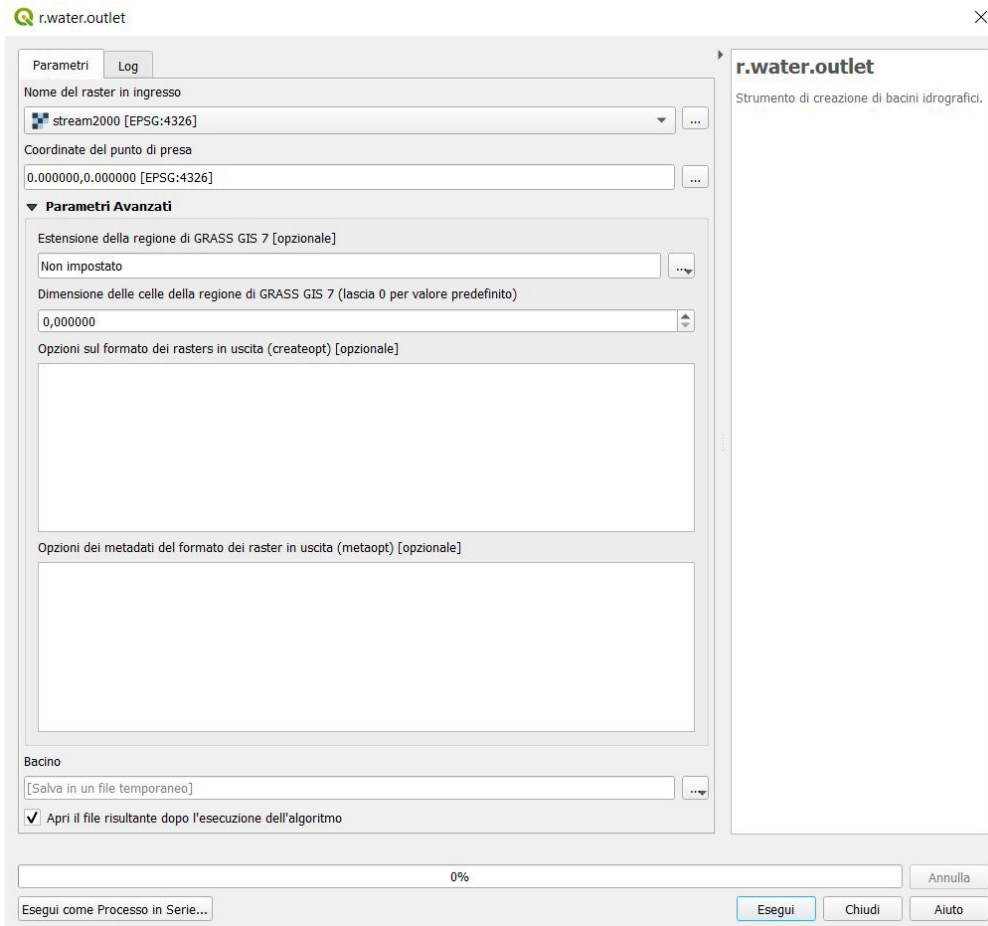 r.water.outlet
Parametri
Log
Nome del raster in ingresso
stream2000 [EPSG:4326]
...
Coordinate del punto di presa
0.000000,0.000000 [EPSG:4326]
...
Parametri Avanzati
Estensione della regione di GRASS GIS 7 [opzionale]
Non impostato
...
Dimensione delle celle della regione di GRASS GIS 7 (lascia 0 per valore predefinito)
0,000000
Opzioni sul formato dei rasters in uscita (createopt) [opzionale]
Opzioni dei metadati del formato dei raster in uscita (metaopt) [opzionale]
Bacino
[Salva in un file temporaneo]
...
Apri il file risultante dopo l'esecuzione dell'algoritmo
r.water.outlet
Strumento di creazione di bacini idrografici.
0%
Annulla
Esegui come Processo in Serie...
Esegui
Chiudi
Aiuto